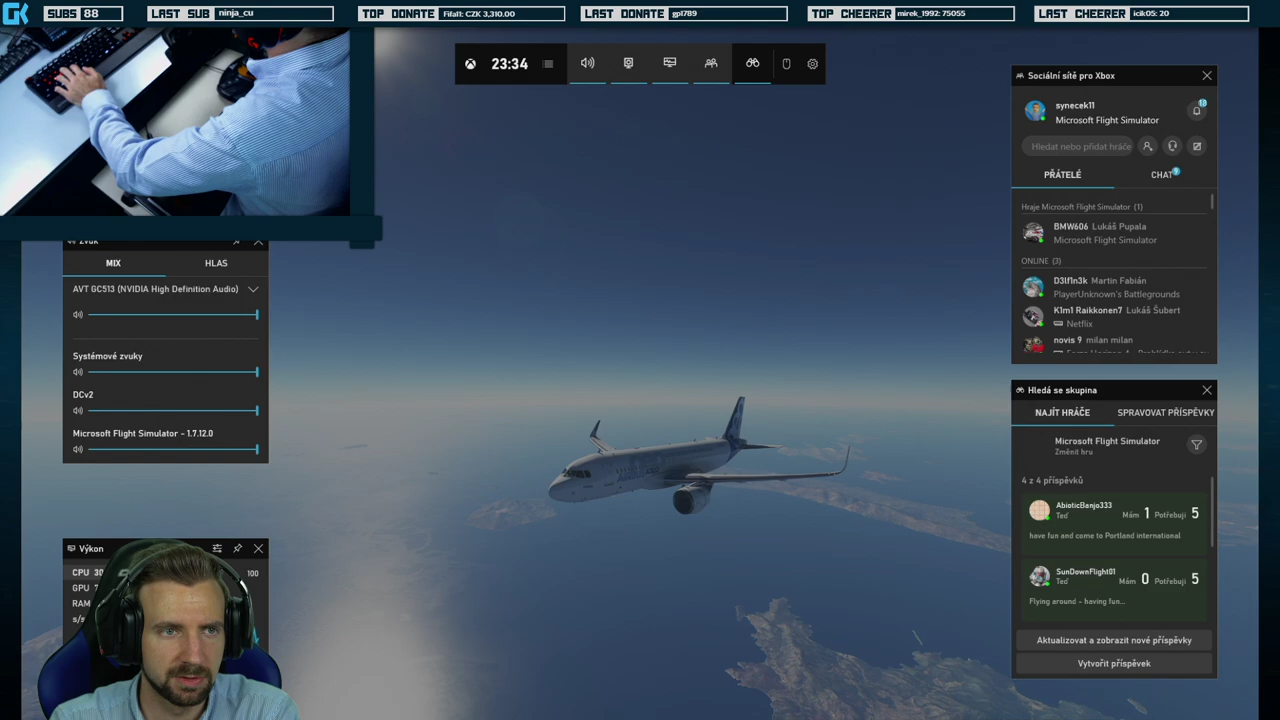 GK
SUBS 88
LAST SUB ninja_cu
TOP DONATE Fifa11: CZK 3,310.00
LAST DONATE gpl789
TOP CHEERER mirek_1992: 75055
LAST CHEERER icik05: 20
23:34
Zvuk
MIX HLAS
AVT GC513 (NVIDIA High Definition Audio)
Systémové zvuky
DCv2
Microsoft Flight Simulator - 1.7.12.0
Výkon
CPU 30
100
GPU
RAM
Sociální sítě pro Xbox
synecek11
18
Microsoft Flight Simulator
Hledat nebo přidat hráče
PŘÁTELÉ CHAT 9
Hraje Microsoft Flight Simulator (1)
BMW606 Lukáš Pupala
Microsoft Flight Simulator
ONLINE (3)
D3lf1n3k Martin Fabián
PlayerUnknown's Battlegrounds
K1m1 Raikkonen7 Lukáš Šubert
Netflix
novis 9 milan milan
Hledá se skupina
NAJÍT HRÁČE SPRAVOVAT PŘÍSPĚVKY
Microsoft Flight Simulator
Změnit hru
4 z 4 příspěvků
AbioticBanjo333
Teď
Mám 1 Potřebuji 5
have fun and come to Portland international
SunDownFlight01
Teď
Mám 0 Potřebuji 5
Flying around - having fun...
Aktualizovat a zobrazit nové příspěvky
Vytvořit příspěvek